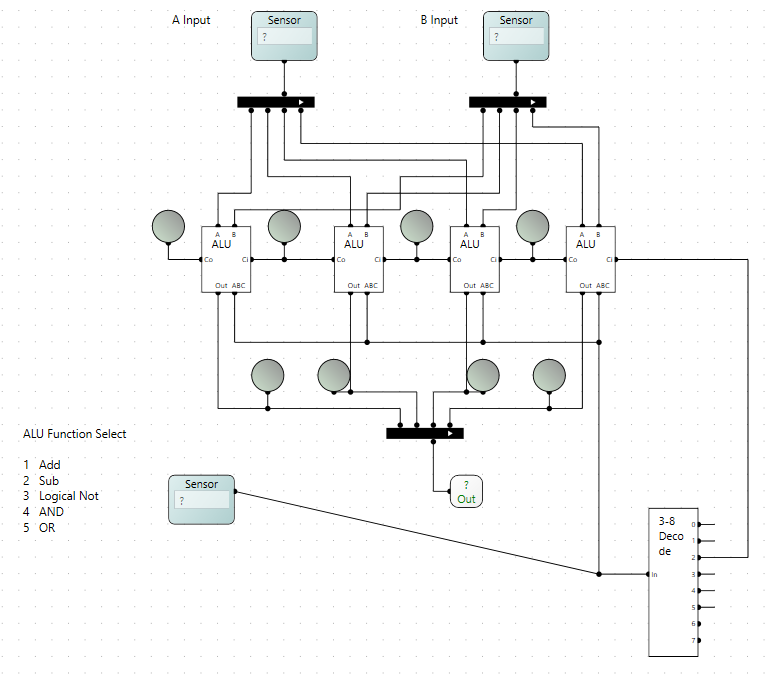 A Input
Sensor
?
B Input
Sensor
?
A B
ALU
Co Ci
Out ABC
A B
ALU
Co Ci
Out ABC
A B
ALU
Co Ci
Out ABC
A B
ALU
Co Ci
Out ABC
ALU Function Select
1 Add
2 Sub
3 Logical Not
4 AND
5 OR
Sensor
?
?
Out
3-8
Deco
de
In
0
1
2
3
4
5
6
7